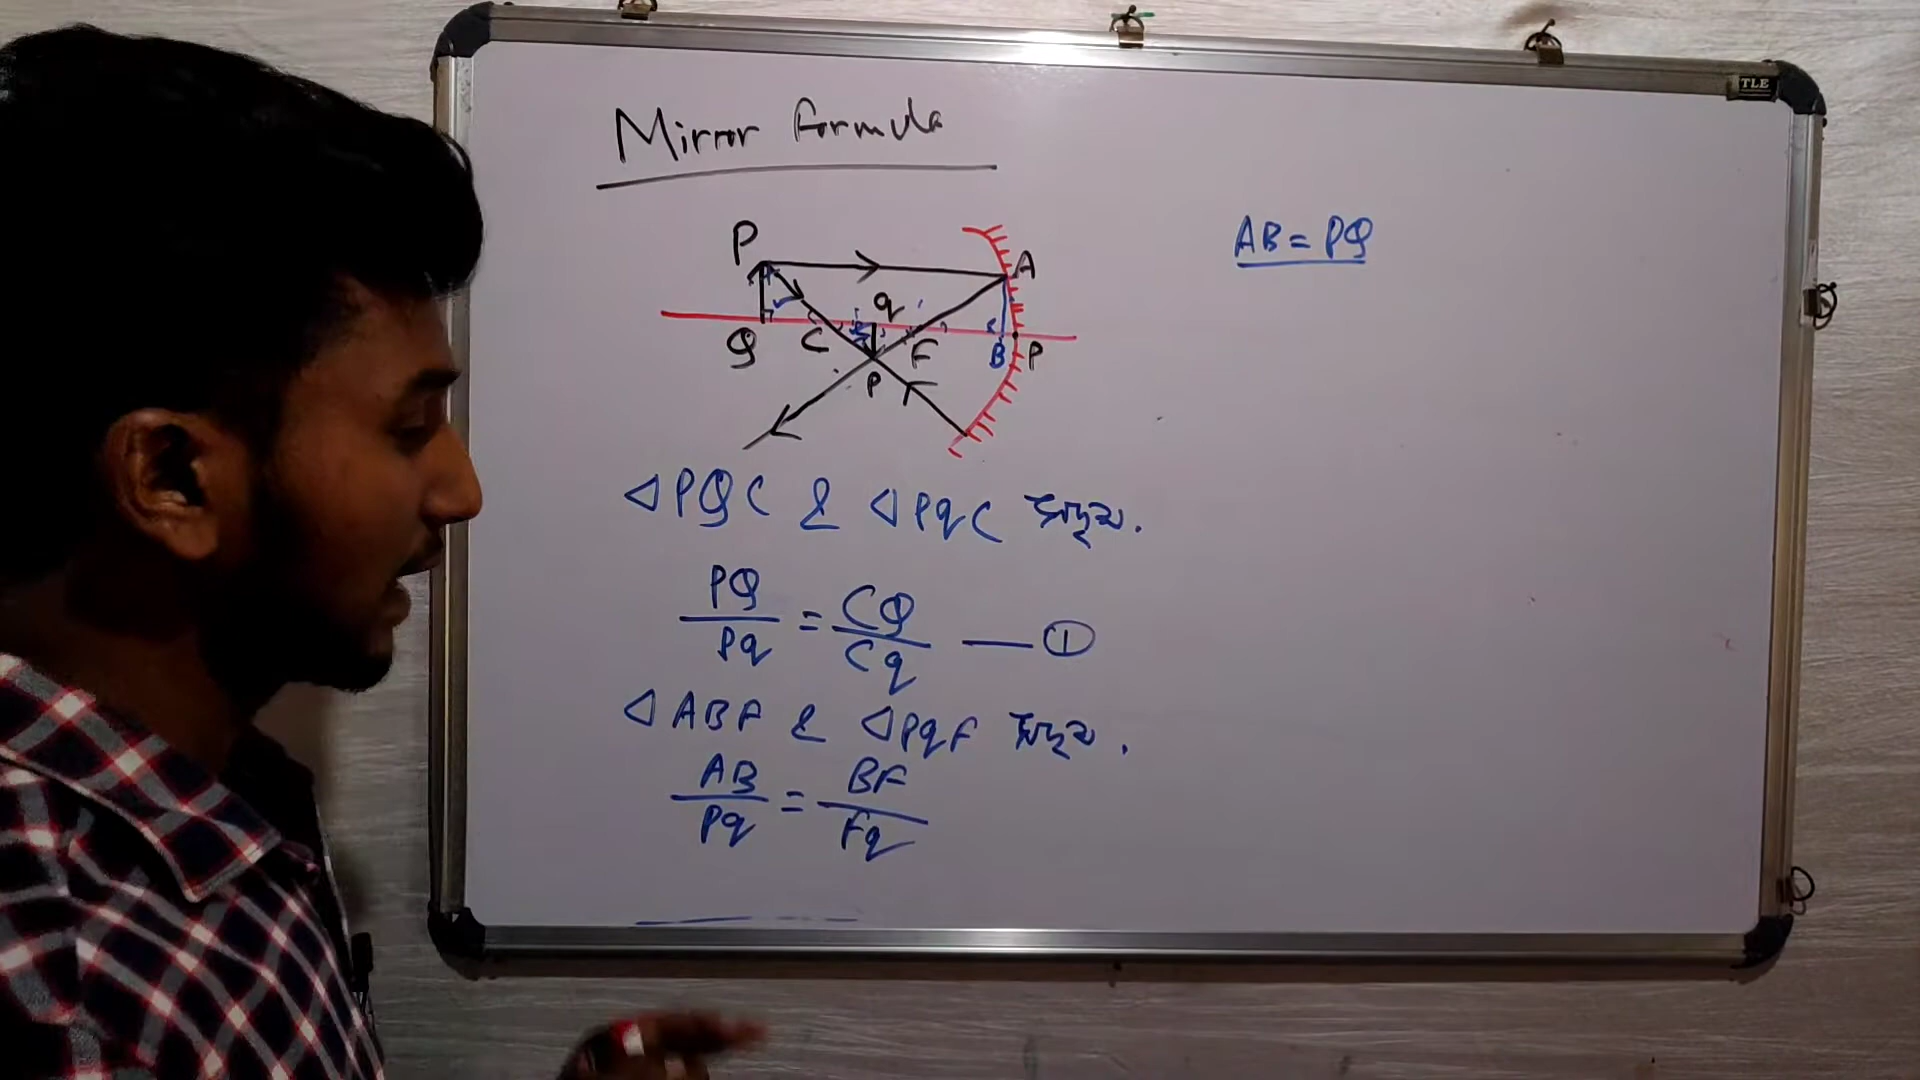 TLE
Mirror formula
AB = PQ
P
A
q
Q
C
F
B
P
P
△PQC & △PqC সদৃশ.
PQ/Pq = CQ/Cq — ①
△ABF & △PqF সদৃশ.
AB/Pq = BF/Fq